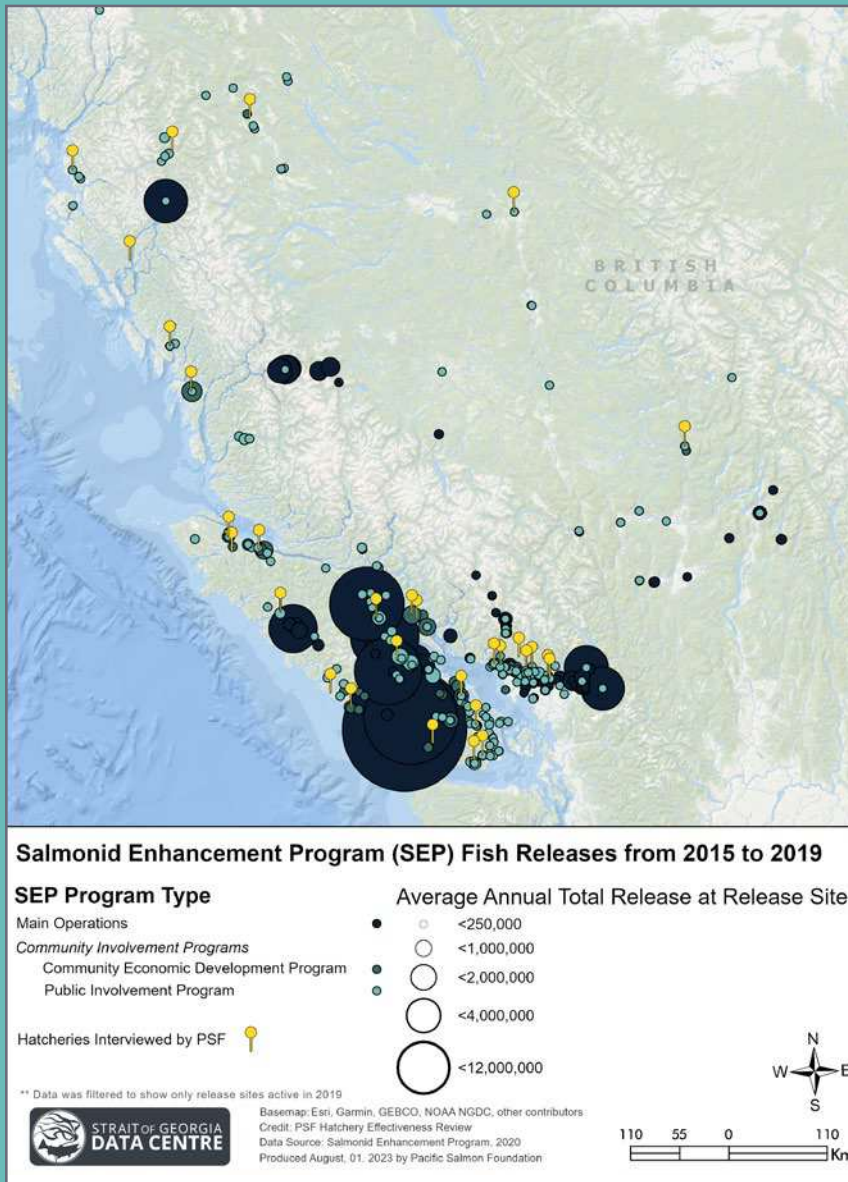 BRITISH
COLUMBIA
Salmonid Enhancement Program (SEP) Fish Releases from 2015 to 2019
SEP Program Type
Main Operations
Community Involvement Programs
Community Economic Development Program
Public Involvement Program
Hatcheries Interviewed by PSF
Average Annual Total Release at Release Site
<250,000
<1,000,000
<2,000,000
<4,000,000
<12,000,000
** Data was filtered to show only release sites active in 2019
STRAIT OF GEORGIA
DATA CENTRE
Basemap: Esri, Garmin, GEBCO, NOAA NGDC, other contributors
Credit: PSF Hatchery Effectiveness Review
Data Source: Salmonid Enhancement Program, 2020
Produced August, 01. 2023 by Pacific Salmon Foundation
N
W E
S
110 55 0 110
Km